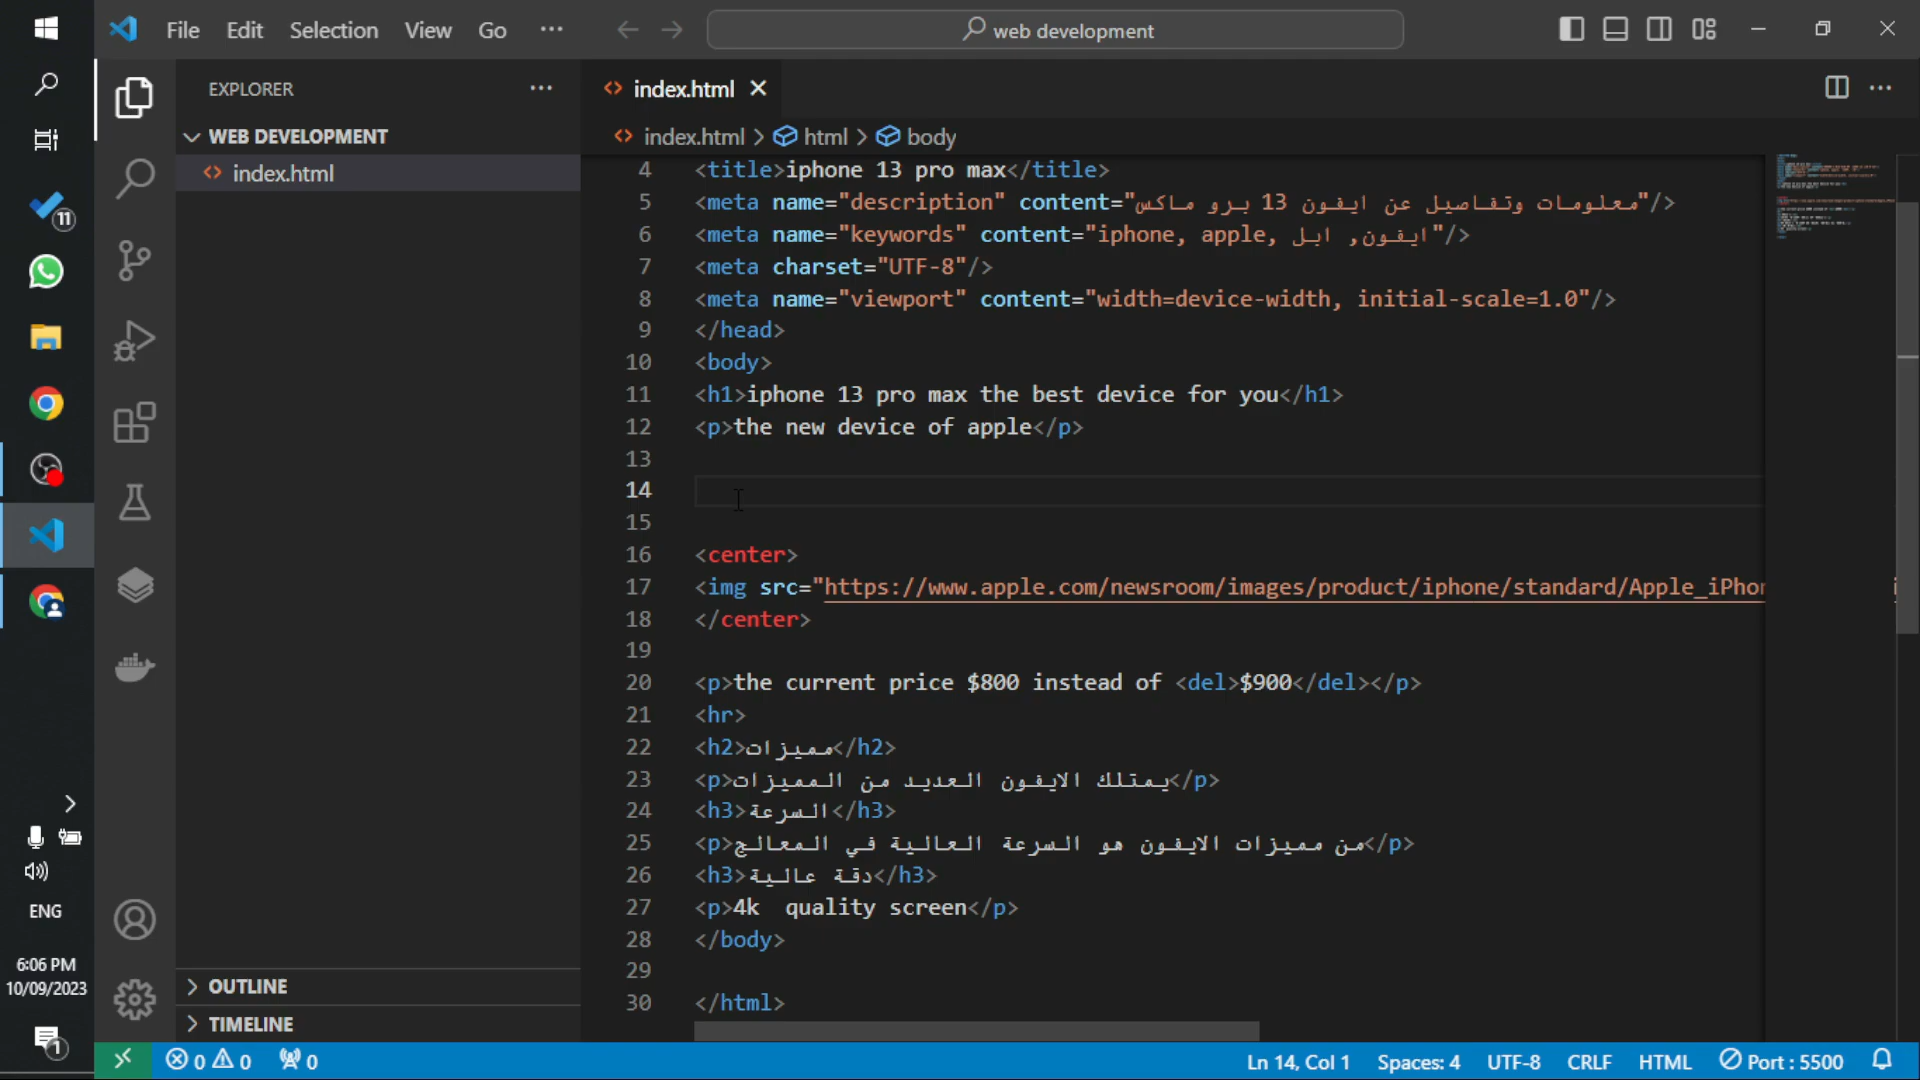 File Edit Selection View Go ··· web development
EXPLORER ···
WEB DEVELOPMENT
index.html
index.html
index.html > html > body
4 <title>iphone 13 pro max</title>
5 <meta name="description" content="معلومات وتفاصيل عن ايفون 13 برو ماكس"/>
6 <meta name="keywords" content="iphone, apple, ايفون, ابل"/>
7 <meta charset="UTF-8"/>
8 <meta name="viewport" content="width=device-width, initial-scale=1.0"/>
9 </head>
10 <body>
11 <h1>iphone 13 pro max the best device for you</h1>
12 <p>the new device of apple</p>
13
14
15
16 <center>
17 <img src="https://www.apple.com/newsroom/images/product/iphone/standard/Apple_iPhon
18 </center>
19
20 <p>the current price $800 instead of <del>$900</del></p>
21 <hr>
22 <h2>مميزات</h2>
23 <p>يمتلك الايفون العديد من المميزات</p>
24 <h3>السرعة</h3>
25 <p>من مميزات الايفون هو السرعة العالية في المعالج</p>
26 <h3>دقة عالية</h3>
27 <p>4k  quality screen</p>
28 </body>
29
30 </html>
OUTLINE
TIMELINE
0 0 0 Ln 14, Col 1 Spaces: 4 UTF-8 CRLF HTML Port : 5500
11
ENG
6:06 PM
10/09/2023
1